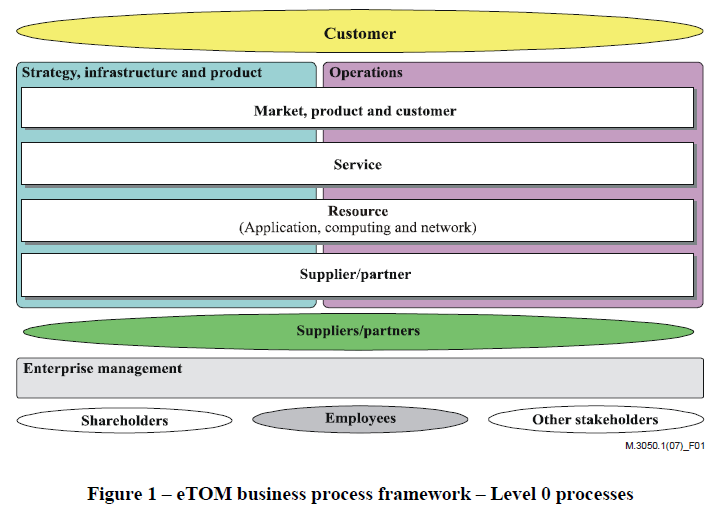 Customer
Strategy, infrastructure and product
Operations
Market, product and customer
Service
Resource
(Application, computing and network)
Supplier/partner
Suppliers/partners
Enterprise management
Shareholders
Employees
Other stakeholders
M.3050.1(07)_F01
Figure 1 – eTOM business process framework – Level 0 processes